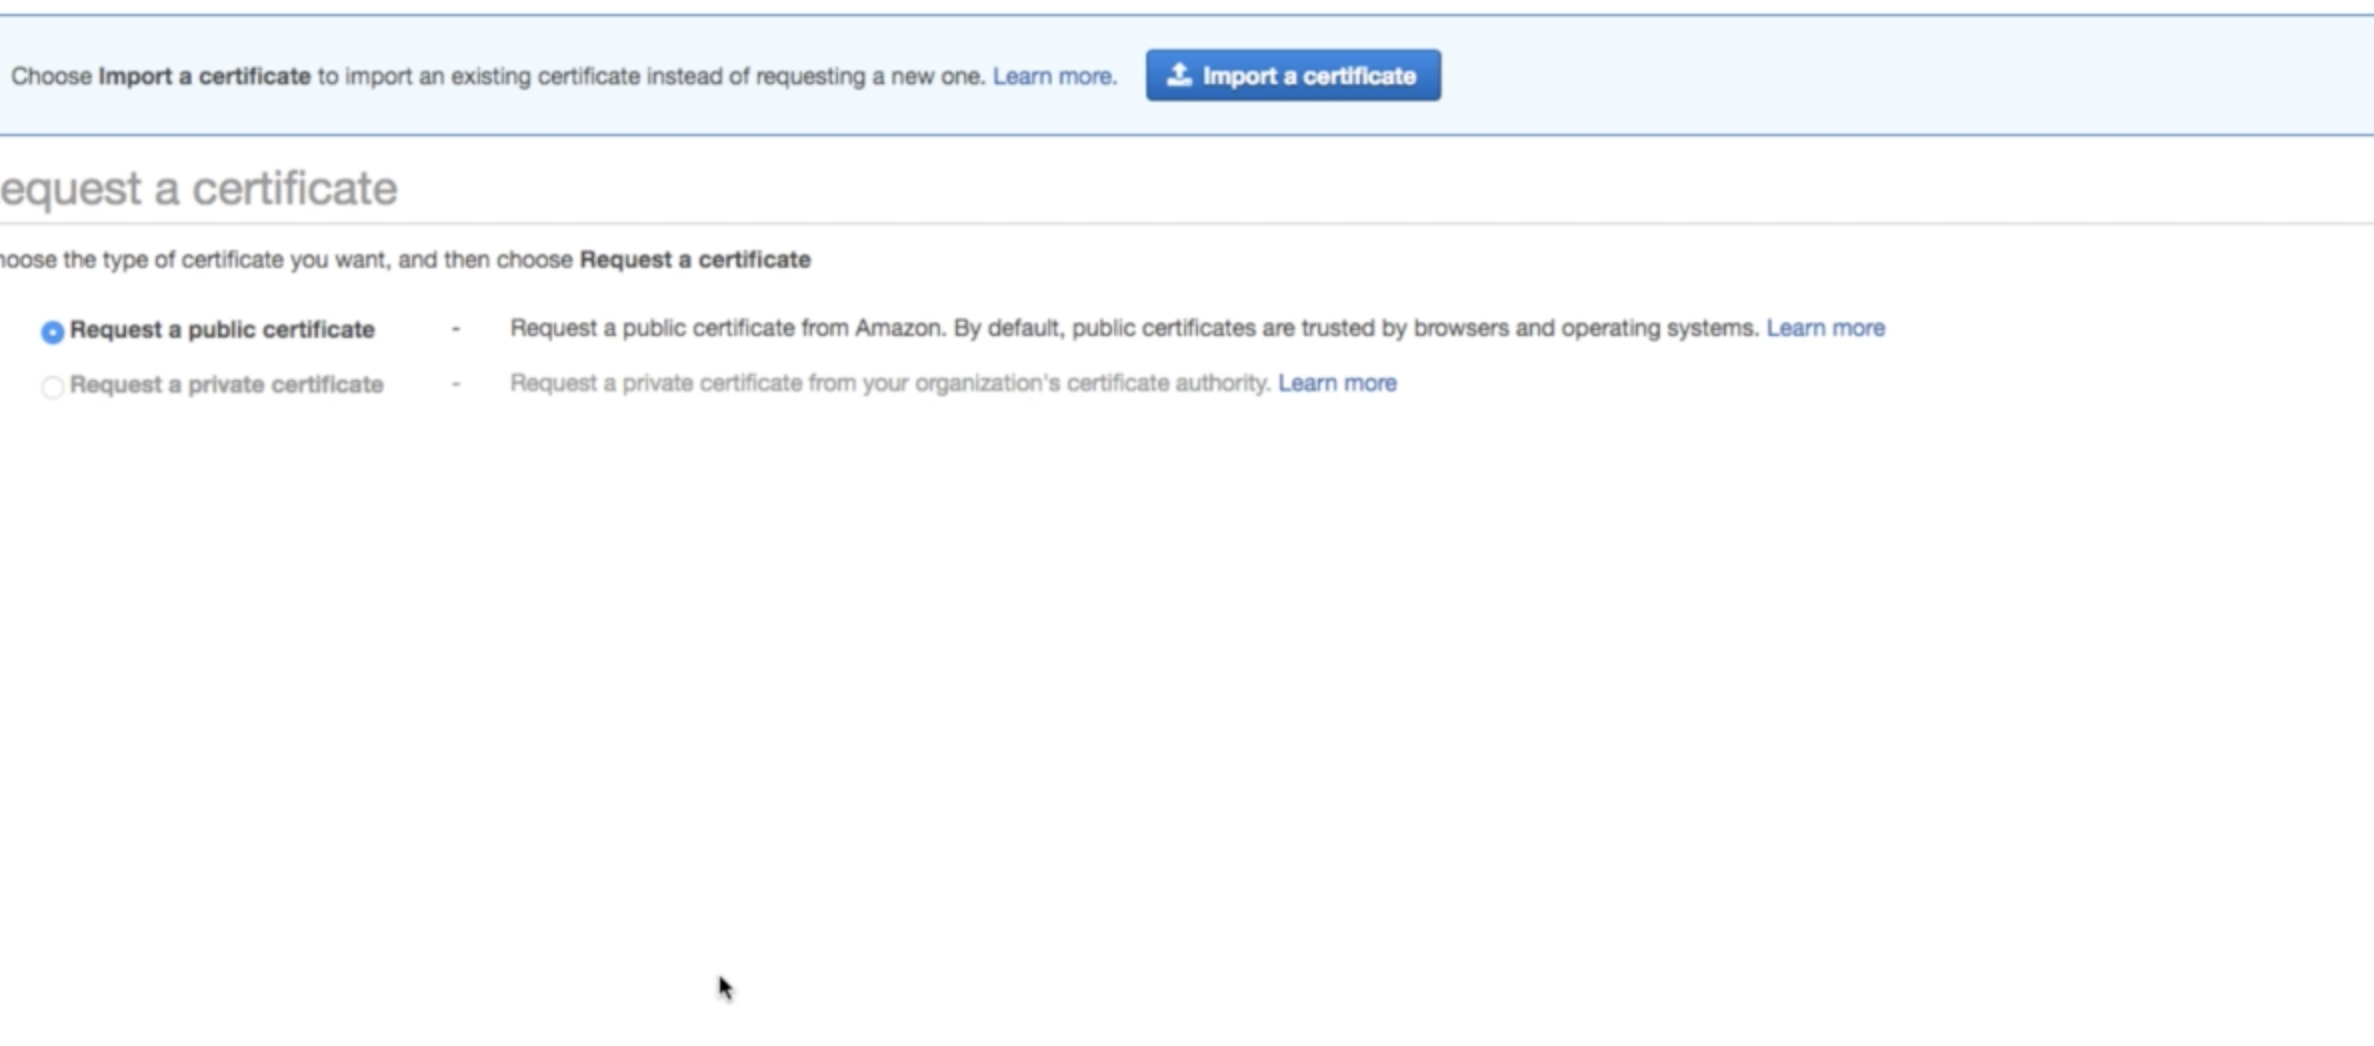 Choose Import a certificate to import an existing certificate instead of requesting a new one. Learn more. Import a certificate
equest a certificate
hoose the type of certificate you want, and then choose Request a certificate
Request a public certificate - Request a public certificate from Amazon. By default, public certificates are trusted by browsers and operating systems. Learn more
Request a private certificate - Request a private certificate from your organization's certificate authority. Learn more